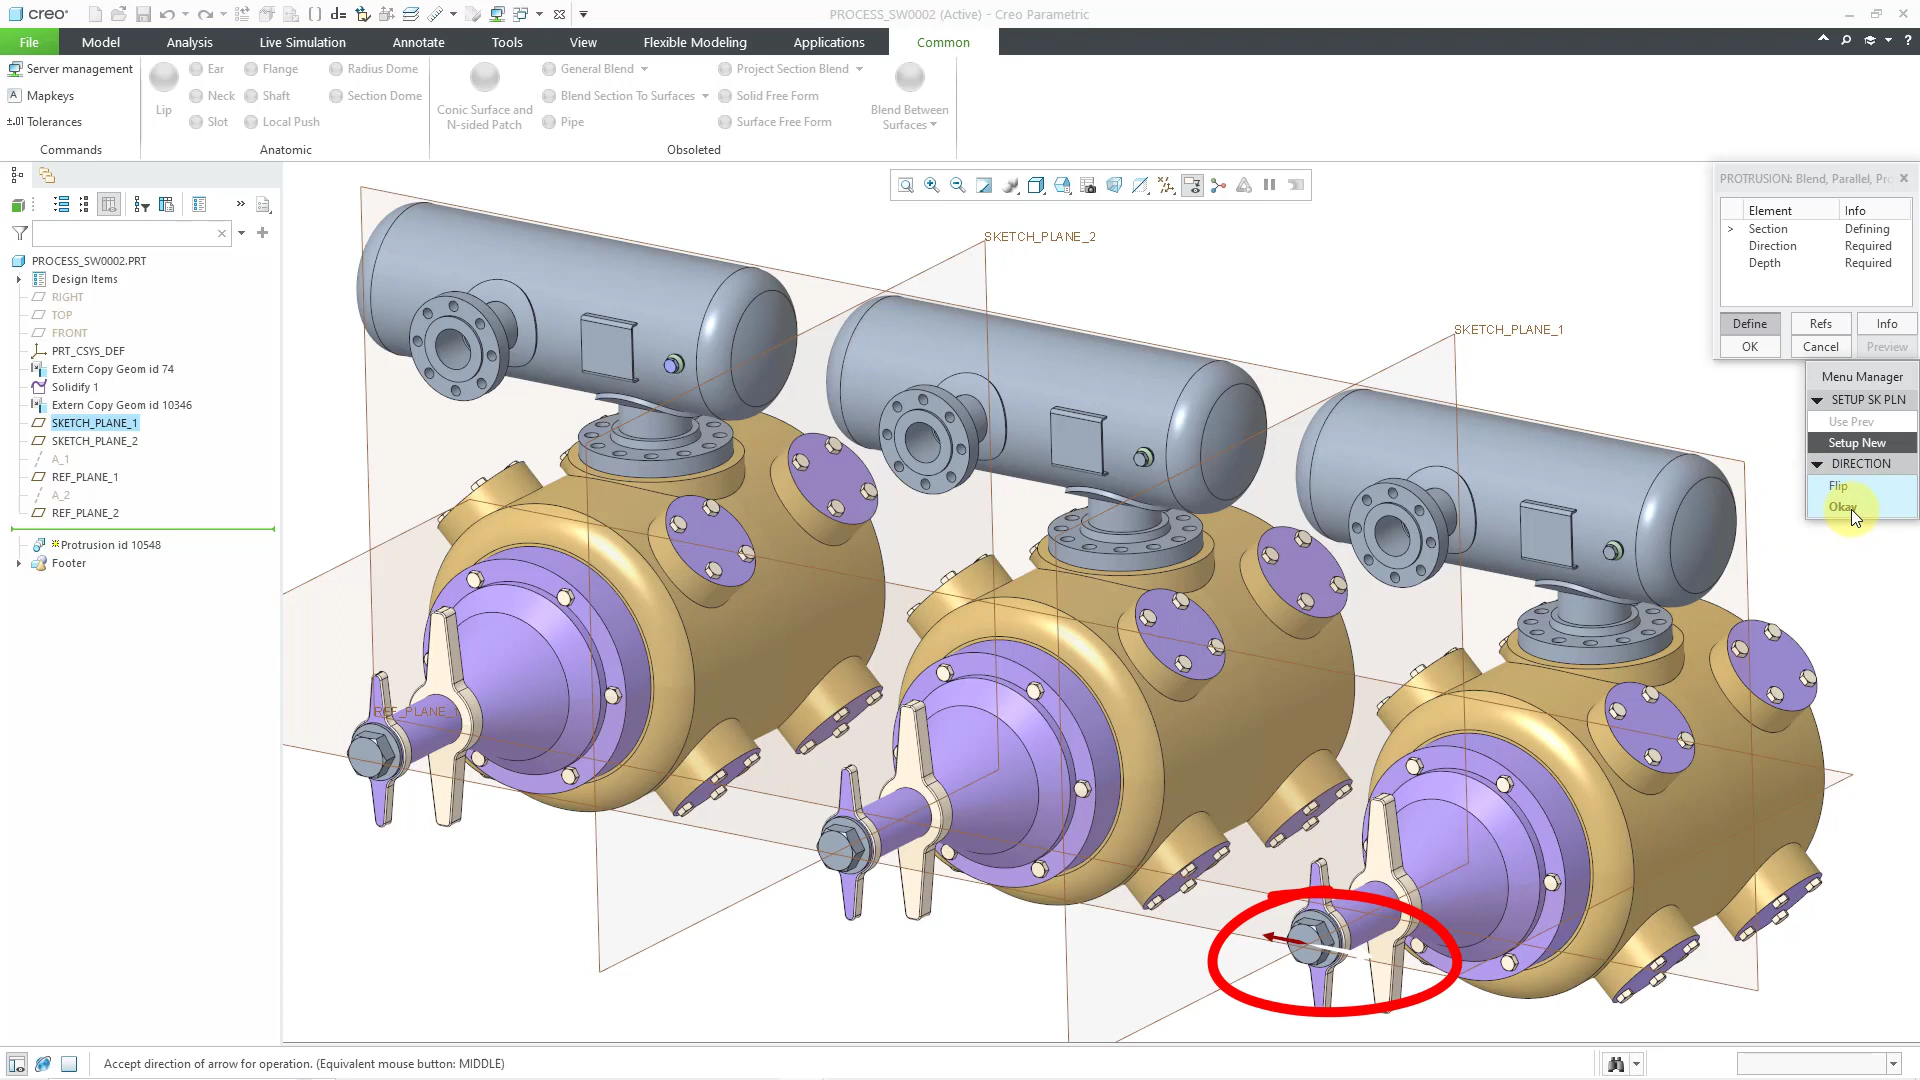 creo
PROCESS_SW0002 (Active) - Creo Parametric
File Model Analysis Live Simulation Annotate Tools View Flexible Modeling Applications Common
Server management
Mapkeys
Tolerances
Commands
Lip
Ear
Neck
Slot
Flange
Shaft
Local Push
Radius Dome
Section Dome
Anatomic
Conic Surface and
N-sided Patch
General Blend
Blend Section To Surfaces
Pipe
Project Section Blend
Solid Free Form
Surface Free Form
Blend Between
Surfaces
Obsoleted
PROCESS_SW0002.PRT
Design Items
RIGHT
TOP
FRONT
PRT_CSYS_DEF
Extern Copy Geom id 74
Solidify 1
Extern Copy Geom id 10346
SKETCH_PLANE_1
SKETCH_PLANE_2
A_1
REF_PLANE_1
A_2
REF_PLANE_2
Protrusion id 10548
Footer
SKETCH_PLANE_2
SKETCH_PLANE_1
REF_PLANE_1
PROTRUSION: Blend, Parallel, Pro
Element Info
> Section Defining
Direction Required
Depth Required
Define Refs Info
OK Cancel Preview
Menu Manager
SETUP SK PLN
Use Prev
Setup New
DIRECTION
Flip
Okay
Accept direction of arrow for operation. (Equivalent mouse button: MIDDLE)